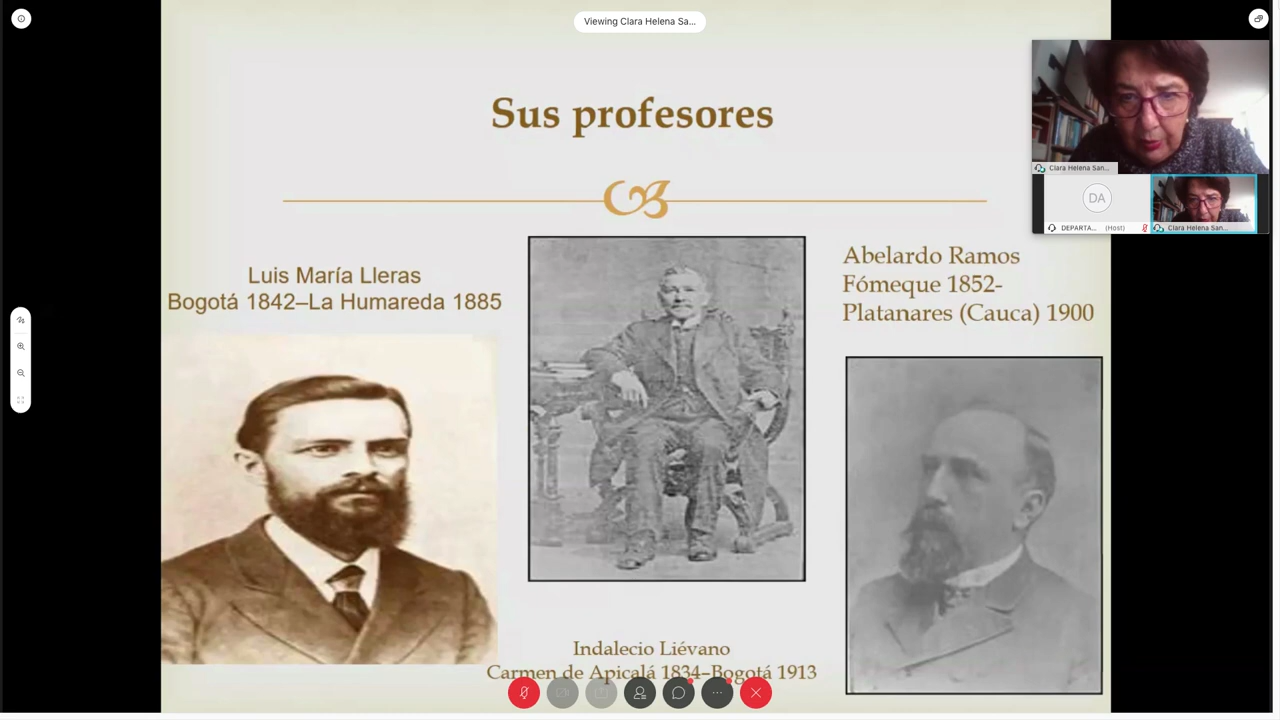 Viewing Clara Helena Sa...
Sus profesores
Luis María Lleras
Bogotá 1842–La Humareda 1885
Abelardo Ramos
Fómeque 1852-
Platanares (Cauca) 1900
Indalecio Liévano
Carmen de Apicalá 1834–Bogotá 1913
Clara Helena San...
DA
DEPARTA... (Host)
Clara Helena San...